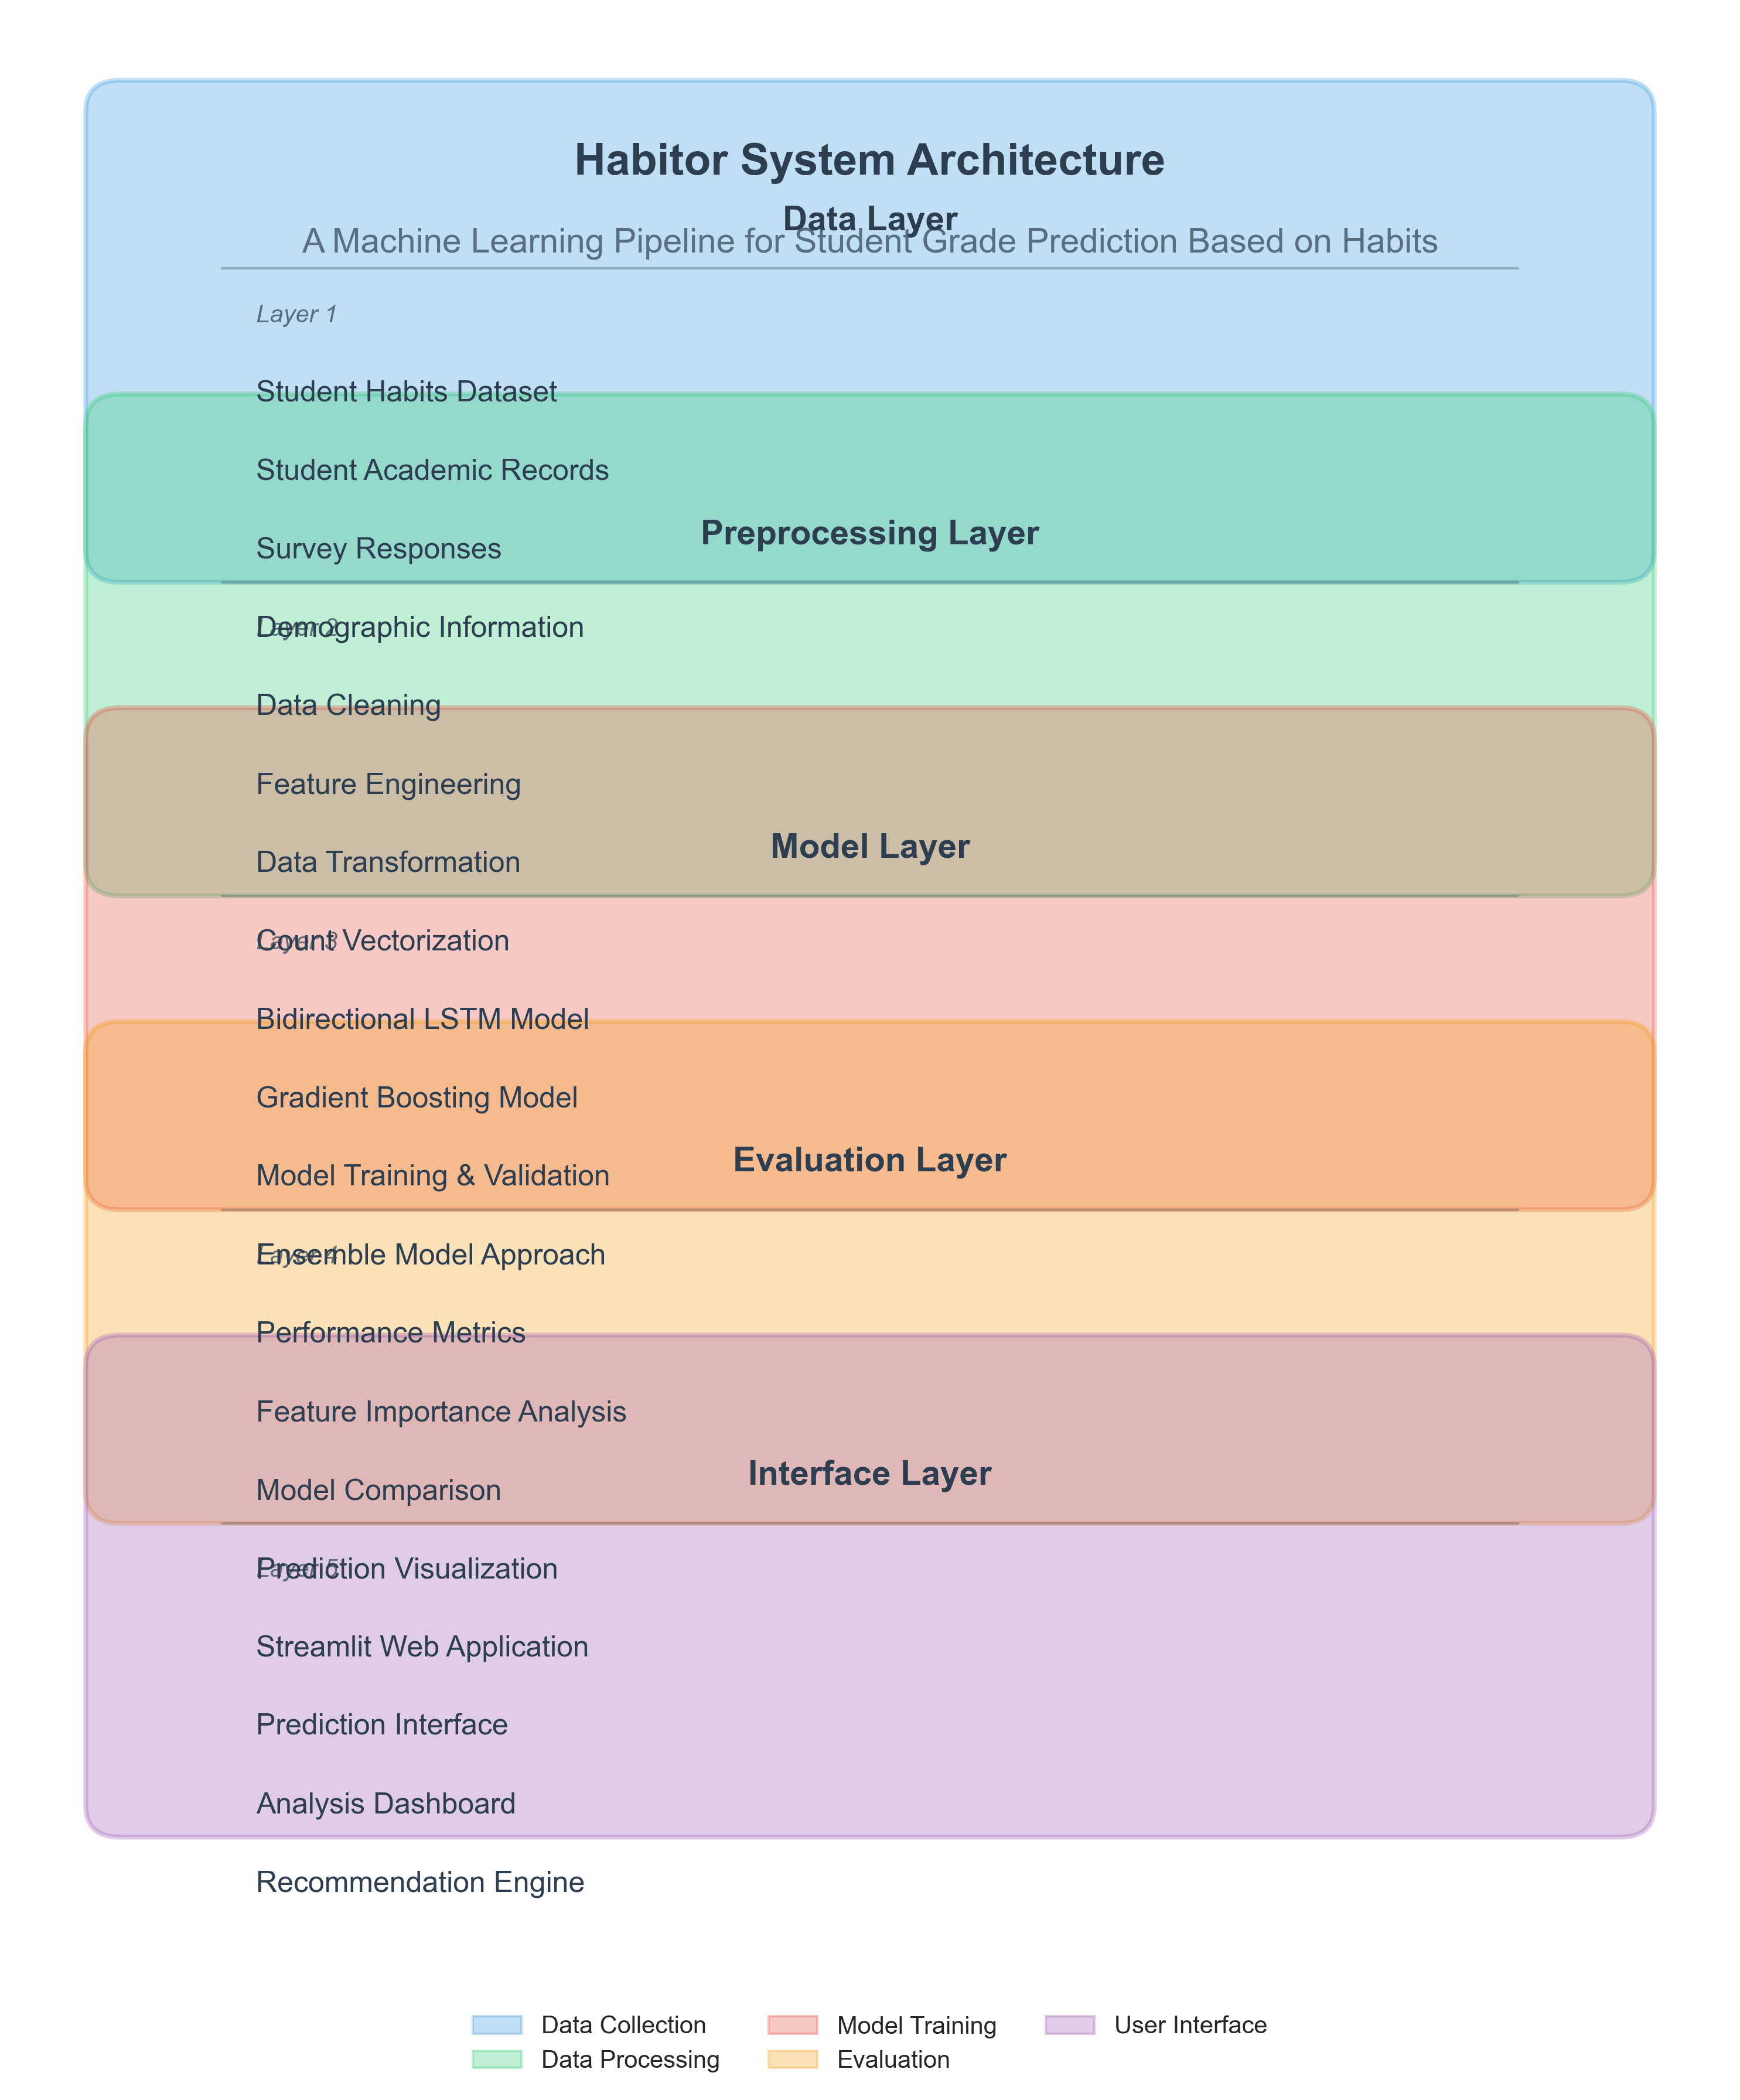 Habitor System Architecture
Data Layer
A Machine Learning Pipeline for Student Grade Prediction Based on Habits
Layer 1
Student Habits Dataset
Student Academic Records
Preprocessing Layer
Survey Responses
Layer 2
Demographic Information
Data Cleaning
Feature Engineering
Model Layer
Data Transformation
Layer 3
Count Vectorization
Bidirectional LSTM Model
Gradient Boosting Model
Evaluation Layer
Model Training & Validation
Layer 4
Ensemble Model Approach
Performance Metrics
Feature Importance Analysis
Interface Layer
Model Comparison
Layer 5
Prediction Visualization
Streamlit Web Application
Prediction Interface
Analysis Dashboard
Recommendation Engine
Data Collection
Data Processing
Model Training
Evaluation
User Interface